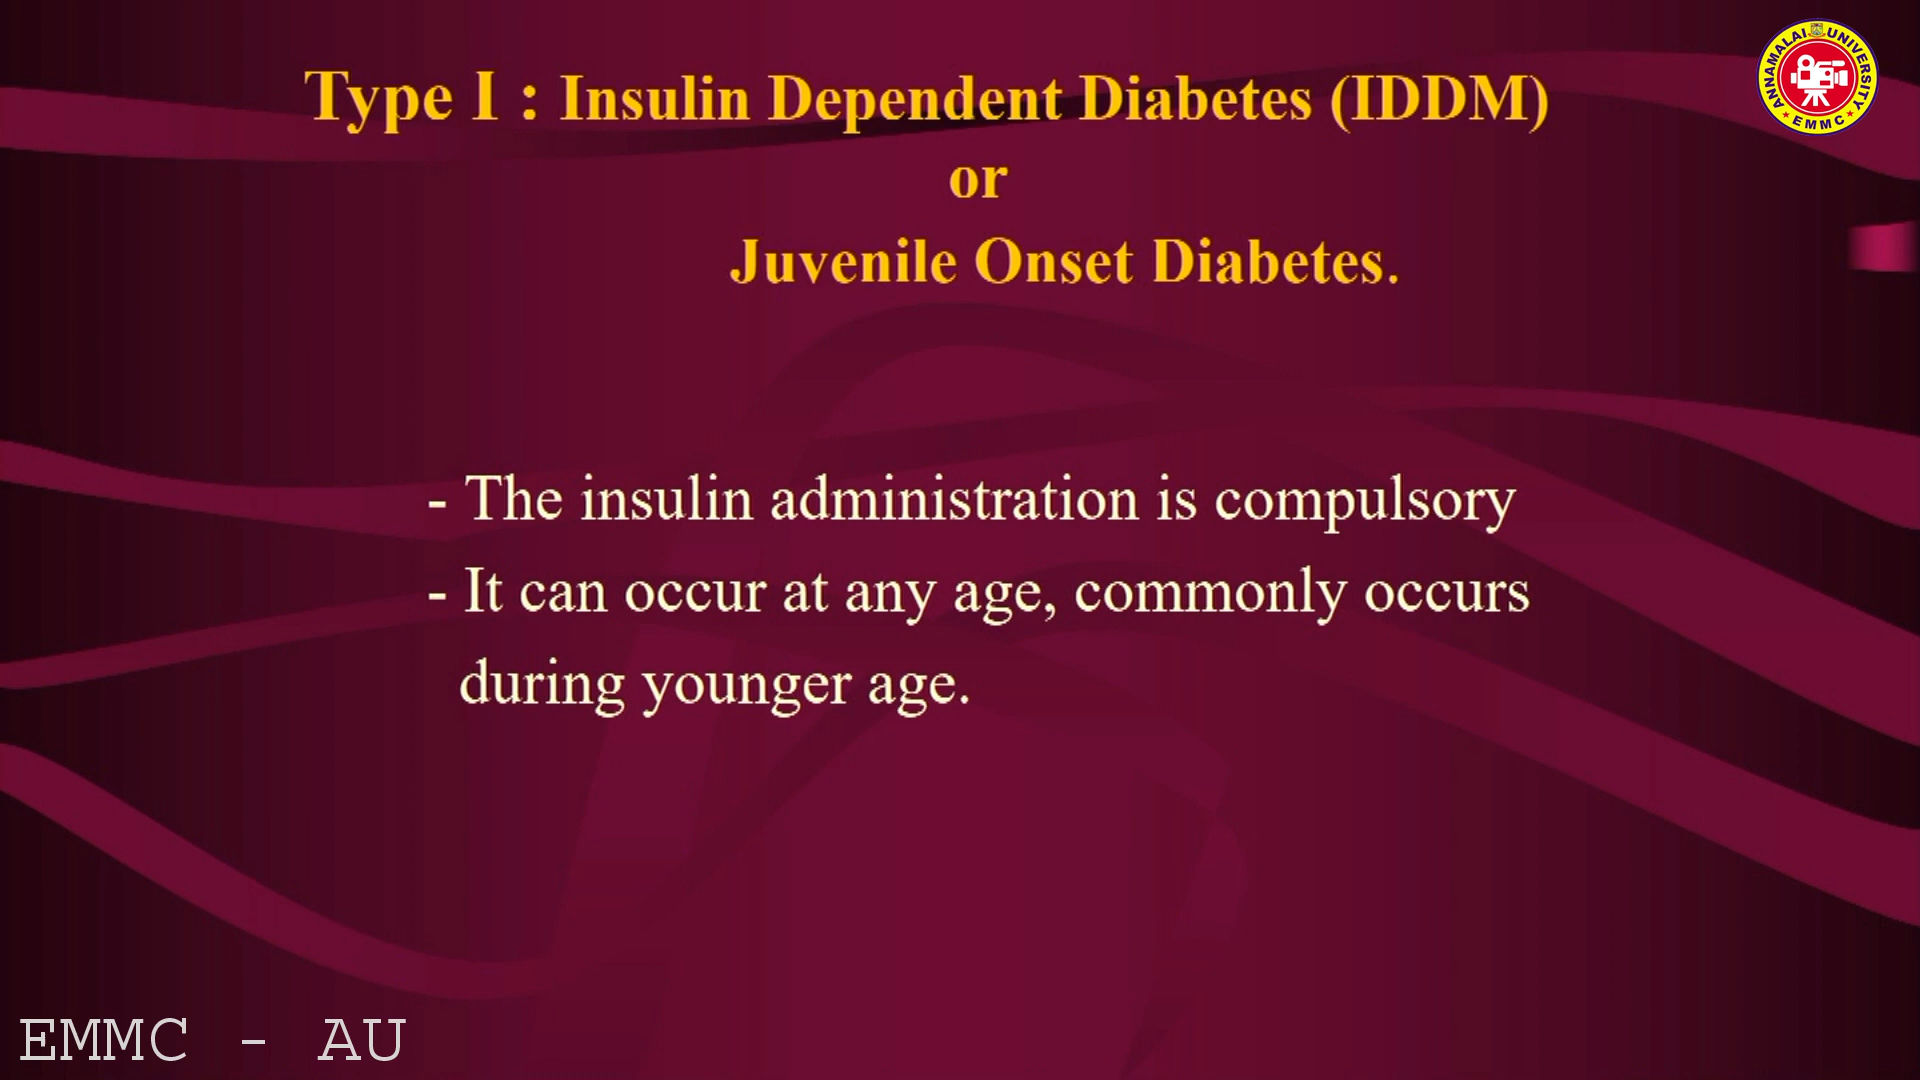 Type I : Insulin Dependent Diabetes (IDDM)
or
Juvenile Onset Diabetes.
- The insulin administration is compulsory
- It can occur at any age, commonly occurs
during younger age.
ANNAMALAI UNIVERSITY
EMMC
EMMC - AU